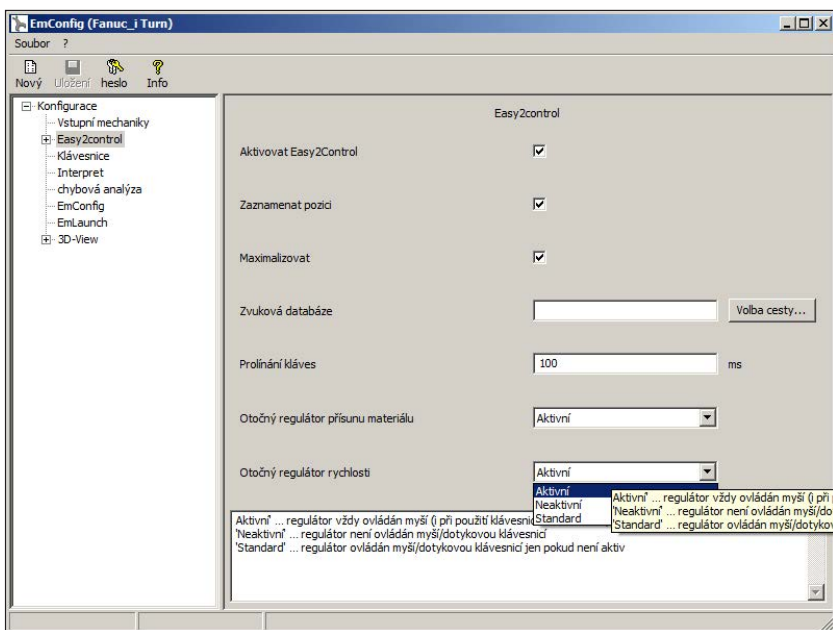 EmConfig (Fanuc_i Turn)
Soubor ?
Nový Uložení heslo Info
Konfigurace
Vstupní mechaniky
Easy2control
Klávesnice
Interpret
chybová analýza
EmConfig
EmLaunch
3D-View
Easy2control
Aktivovat Easy2Control
Zaznamenat pozici
Maximalizovat
Zvuková databáze
Volba cesty...
Prolínání kláves 100 ms
Otočný regulátor přísunu materiálu Aktivní
Otočný regulátor rychlosti Aktivní
Aktivní
Neaktivní
Standard
Aktivní' ... regulátor vždy ovládán myší (i při
'Neaktivní' ... regulátor není ovládán myší/do
'Standard' ... regulátor ovládán myší/dotykov
Aktivní' ... regulátor vždy ovládán myší (i při použití klávesni
'Neaktivní' ... regulátor není ovládán myší/dotykovou klávesnicí
'Standard' ... regulátor ovládán myší/dotykovou klávesnicí jen pokud není aktiv